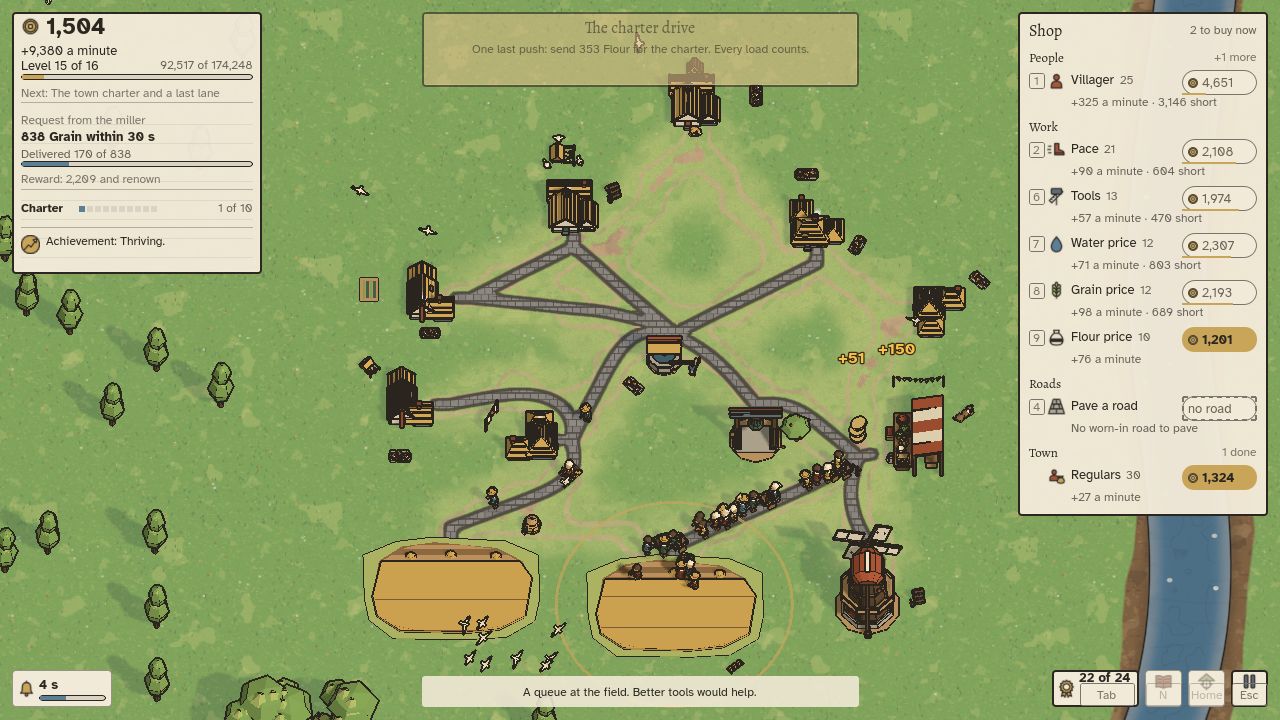 1,504
+9,380 a minute
Level 15 of 16
92,517 of 174,248
Next: The town charter and a last lane
Request from the miller
838 Grain within 30 s
Delivered 170 of 838
Reward: 2,209 and renown
Charter
1 of 10
Achievement: Thriving.
The charter drive
One last push: send 353 Flour for the charter. Every load counts.
Shop
2 to buy now
People
+1 more
1 Villager 25 4,651
+325 a minute · 3,146 short
Work
2 Pace 21 2,108
+90 a minute · 604 short
6 Tools 13 1,974
+57 a minute · 470 short
7 Water price 12 2,307
+71 a minute · 803 short
8 Grain price 12 2,193
+98 a minute · 689 short
9 Flour price 10 1,201
+76 a minute
Roads
4 Pave a road no road
No worn-in road to pave
Town
1 done
Regulars 30 1,324
+27 a minute
+51
+150
4 s
A queue at the field. Better tools would help.
22 of 24
Tab
N
Home
Esc